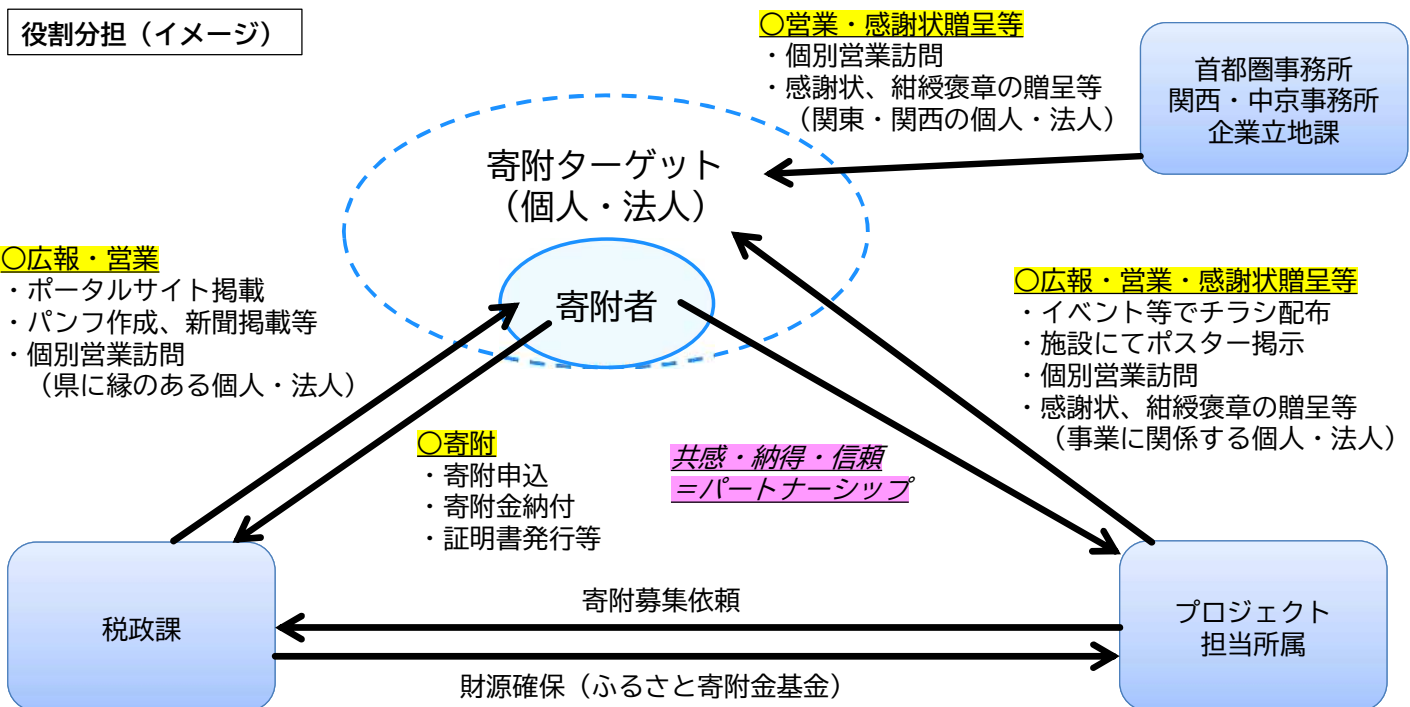 役割分担（イメージ）
〇営業・感謝状贈呈等
・個別営業訪問
・感謝状、紺綬褒章の贈呈等
（関東・関西の個人・法人）
首都圏事務所
関西・中京事務所
企業立地課
寄附ターゲット
（個人・法人）
寄附者
〇広報・営業
・ポータルサイト掲載
・パンフ作成、新聞掲載等
・個別営業訪問
（県に縁のある個人・法人）
〇広報・営業・感謝状贈呈等
・イベント等でチラシ配布
・施設にてポスター掲示
・個別営業訪問
・感謝状、紺綬褒章の贈呈等
（事業に関係する個人・法人）
〇寄附
・寄附申込
・寄附金納付
・証明書発行等
共感・納得・信頼
＝パートナーシップ
税政課
寄附募集依頼
財源確保（ふるさと寄附金基金）
プロジェクト
担当所属